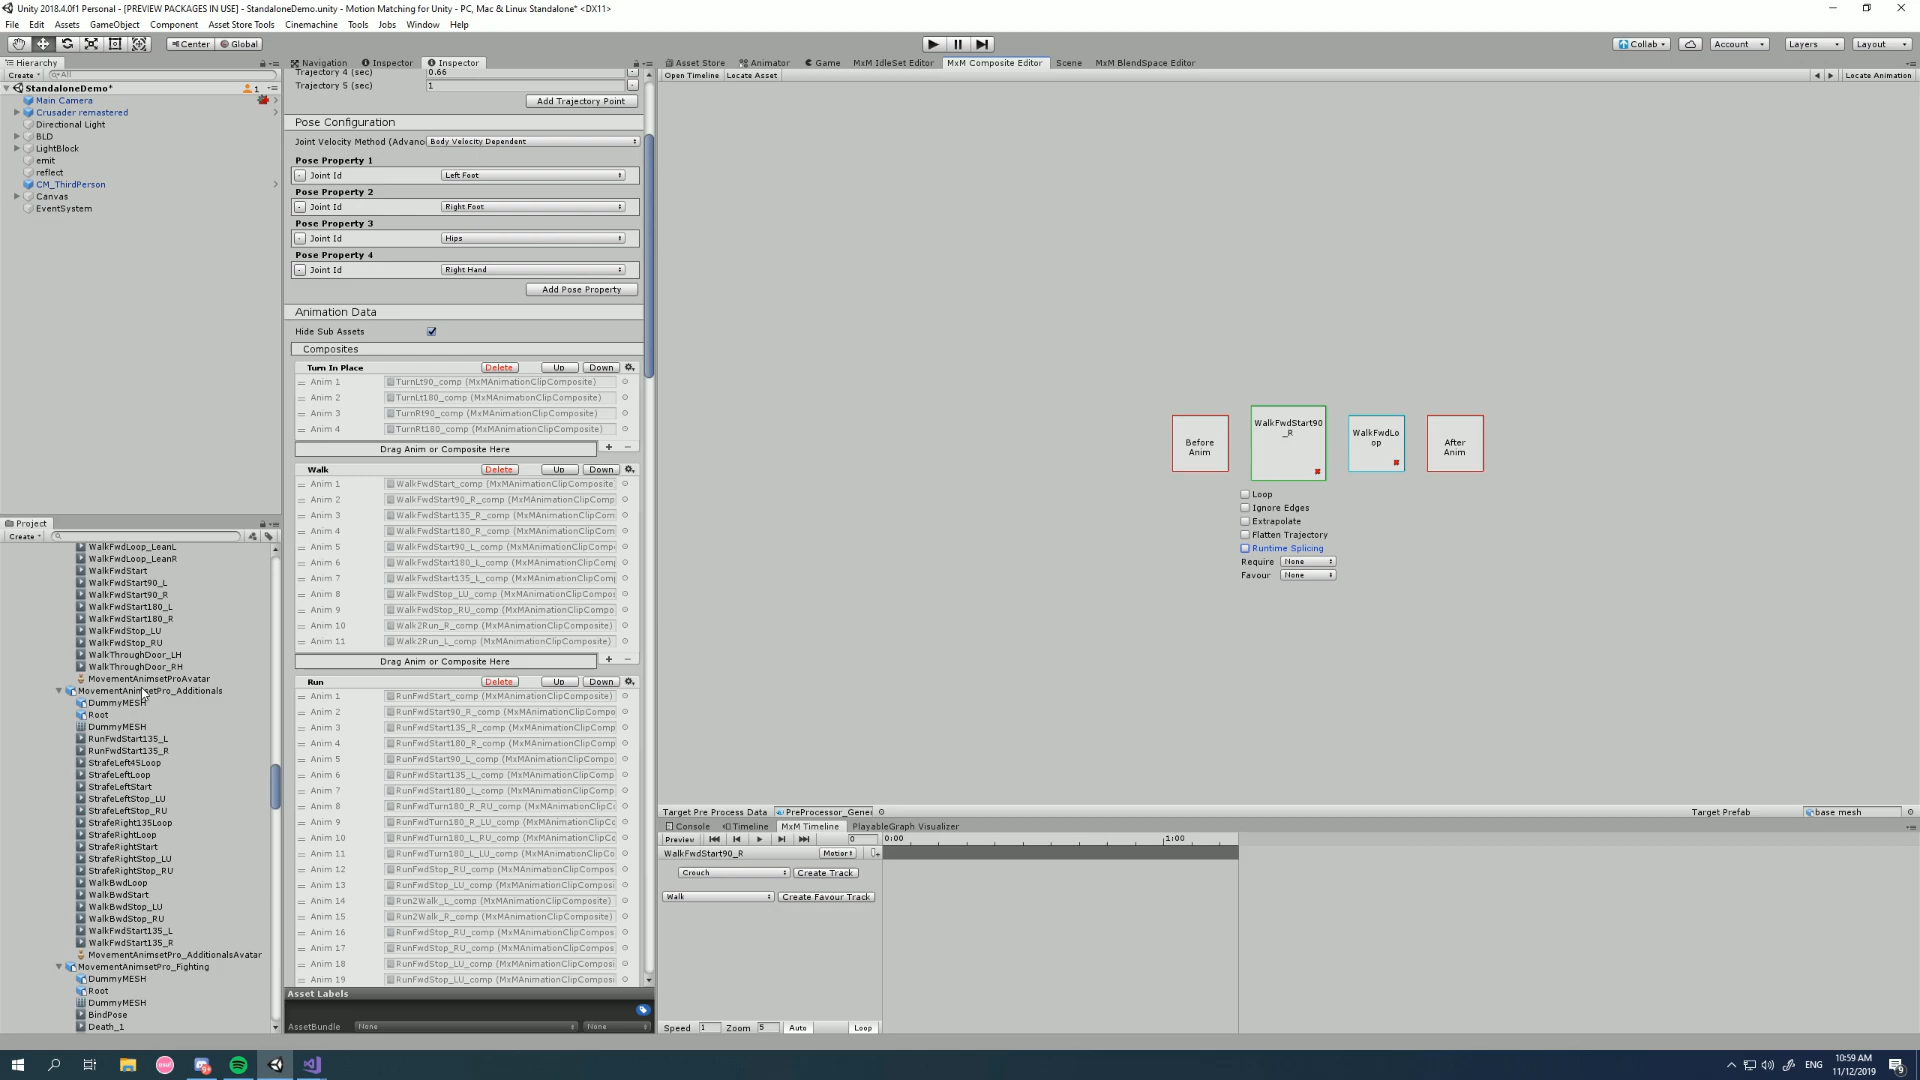 Unity 2018.4.0f1 Personal - [PREVIEW PACKAGES IN USE] - StandaloneDemo.unity - Motion Matching for Unity - PC, Mac & Linux Standalone* <DX11>
File Edit Assets GameObject Component Asset Store Tools Cinemachine Tools Jobs Window Help
Center Global Collab Account Layers Layout
Hierarchy
Create All
StandaloneDemo* 1
Main Camera
Crusader remastered
Directional Light
BLD
LightBlock
emit
reflect
CM_ThirdPerson
Canvas
EventSystem
Project
Create
WalkFwdLoop_LeanL
WalkFwdLoop_LeanR
WalkFwdStart
WalkFwdStart90_L
WalkFwdStart90_R
WalkFwdStart180_L
WalkFwdStart180_R
WalkFwdStop_LU
WalkFwdStop_RU
WalkThroughDoor_LH
WalkThroughDoor_RH
MovementAnimsetProAvatar
MovementAnimsetPro_Additionals
DummyMESH
Root
DummyMESH
RunFwdStart135_L
RunFwdStart135_R
StrafeLeft45Loop
StrafeLeftLoop
StrafeLeftStart
StrafeLeftStop_LU
StrafeLeftStop_RU
StrafeRight135Loop
StrafeRightLoop
StrafeRightStart
StrafeRightStop_LU
StrafeRightStop_RU
WalkBwdLoop
WalkBwdStart
WalkBwdStop_LU
WalkBwdStop_RU
WalkFwdStart135_L
WalkFwdStart135_R
MovementAnimsetPro_AdditionalsAvatar
MovementAnimsetPro_Fighting
DummyMESH
Root
DummyMESH
BindPose
Death_1
Navigation Inspector Inspector
Trajectory 4 (sec) 0.66
Trajectory 5 (sec) 1
Add Trajectory Point
Pose Configuration
Joint Velocity Method (Advanc Body Velocity Dependent
Pose Property 1
- Joint Id Left Foot
Pose Property 2
- Joint Id Right Foot
Pose Property 3
- Joint Id Hips
Pose Property 4
- Joint Id Right Hand
Add Pose Property
Animation Data
Hide Sub Assets
Composites
Turn In Place Delete Up Down
Anim 1 TurnLt90_comp (MxMAnimationClipComposite)
Anim 2 TurnLt180_comp (MxMAnimationClipComposite)
Anim 3 TurnRt90_comp (MxMAnimationClipComposite)
Anim 4 TurnRt180_comp (MxMAnimationClipComposite)
Drag Anim or Composite Here + -
Walk Delete Up Down
Anim 1 WalkFwdStart_comp (MxMAnimationClipComposite
Anim 2 WalkFwdStart90_R_comp (MxMAnimationClipComp
Anim 3 WalkFwdStart135_R_comp (MxMAnimationClipCom
Anim 4 WalkFwdStart180_R_comp (MxMAnimationClipCom
Anim 5 WalkFwdStart90_L_comp (MxMAnimationClipComp
Anim 6 WalkFwdStart180_L_comp (MxMAnimationClipCom
Anim 7 WalkFwdStart135_L_comp (MxMAnimationClipCom
Anim 8 WalkFwdStop_LU_comp (MxMAnimationClipCompo
Anim 9 WalkFwdStop_RU_comp (MxMAnimationClipCompo
Anim 10 Walk2Run_R_comp (MxMAnimationClipComposite)
Anim 11 Walk2Run_L_comp (MxMAnimationClipComposite)
Drag Anim or Composite Here + -
Run Delete Up Down
Anim 1 RunFwdStart_comp (MxMAnimationClipComposite)
Anim 2 RunFwdStart90_R_comp (MxMAnimationClipCompo
Anim 3 RunFwdStart135_R_comp (MxMAnimationClipComp
Anim 4 RunFwdStart180_R_comp (MxMAnimationClipComp
Anim 5 RunFwdStart90_L_comp (MxMAnimationClipCompo
Anim 6 RunFwdStart135_L_comp (MxMAnimationClipComp
Anim 7 RunFwdStart180_L_comp (MxMAnimationClipComp
Anim 8 RunFwdTurn180_R_RU_comp (MxMAnimationClipCo
Anim 9 RunFwdTurn180_R_LU_comp (MxMAnimationClipCo
Anim 10 RunFwdTurn180_L_RU_comp (MxMAnimationClipCo
Anim 11 RunFwdTurn180_L_LU_comp (MxMAnimationClipCo
Anim 12 RunFwdStop_RU_comp (MxMAnimationClipCompos
Anim 13 RunFwdStop_LU_comp (MxMAnimationClipComposi
Anim 14 Run2Walk_L_comp (MxMAnimationClipComposite)
Anim 15 Run2Walk_R_comp (MxMAnimationClipComposite)
Anim 16 RunFwdStop_RU_comp (MxMAnimationClipCompos
Anim 17 RunFwdStop_RU_comp (MxMAnimationClipCompos
Anim 18 RunFwdStop_LU_comp (MxMAnimationClipComposi
Anim 19 RunFwdStop_LU_comp (MxMAnimationClipComposi
Asset Labels
AssetBundle None None
Asset Store Animator Game MxM IdleSet Editor MxM Composite Editor Scene MxM BlendSpace Editor
Open Timeline Locate Asset Locate Animation
Before Anim
WalkFwdStart90_R
WalkFwdLoop
After Anim
Loop
Ignore Edges
Extrapolate
Flatten Trajectory
Runtime Splicing
Require None
Favour None
Target Pre Process Data PreProcessor_Gener Target Prefab base mesh
Console Timeline MxM Timeline PlayableGraph Visualizer
Preview 0 0:00 1:00
WalkFwdStart90_R Motion
Crouch Create Track
Walk Create Favour Track
Speed 1 Zoom 5 Auto Loop
ENG 10:59 AM
11/12/2019